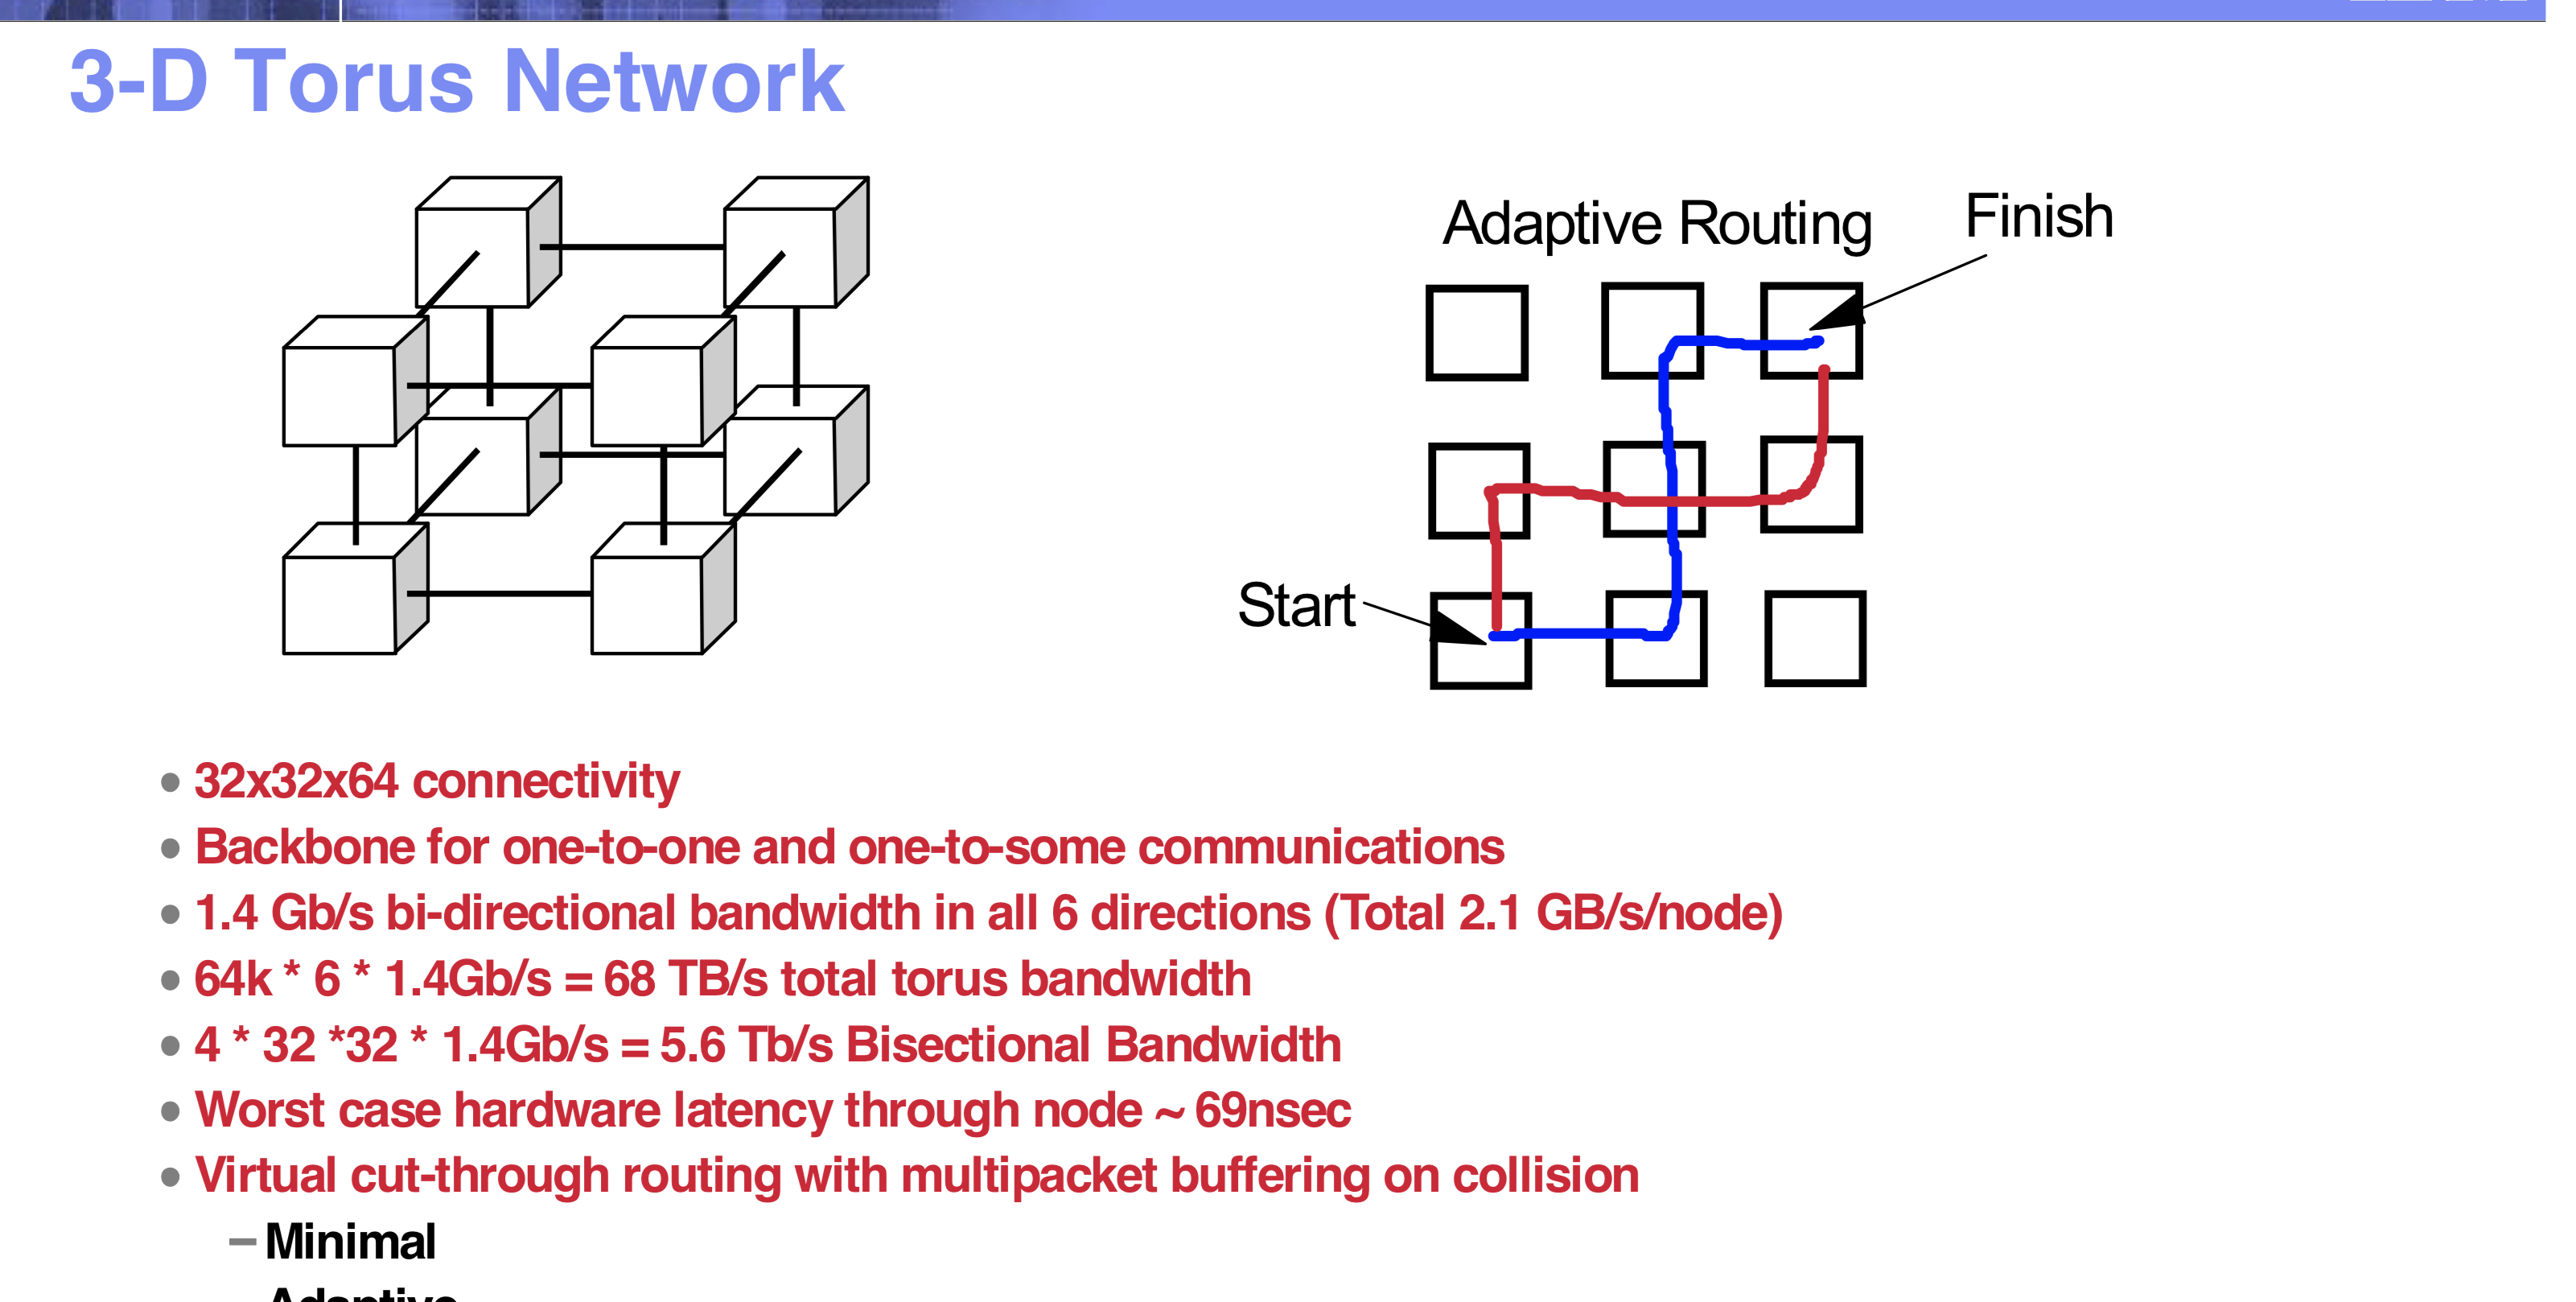 3-D Torus Network
Adaptive Routing
Finish
Start
• 32x32x64 connectivity
• Backbone for one-to-one and one-to-some communications
• 1.4 Gb/s bi-directional bandwidth in all 6 directions (Total 2.1 GB/s/node)
• 64k * 6 * 1.4Gb/s = 68 TB/s total torus bandwidth
• 4 * 32 *32 * 1.4Gb/s = 5.6 Tb/s Bisectional Bandwidth
• Worst case hardware latency through node ~ 69nsec
• Virtual cut-through routing with multipacket buffering on collision
– Minimal
Adaptive